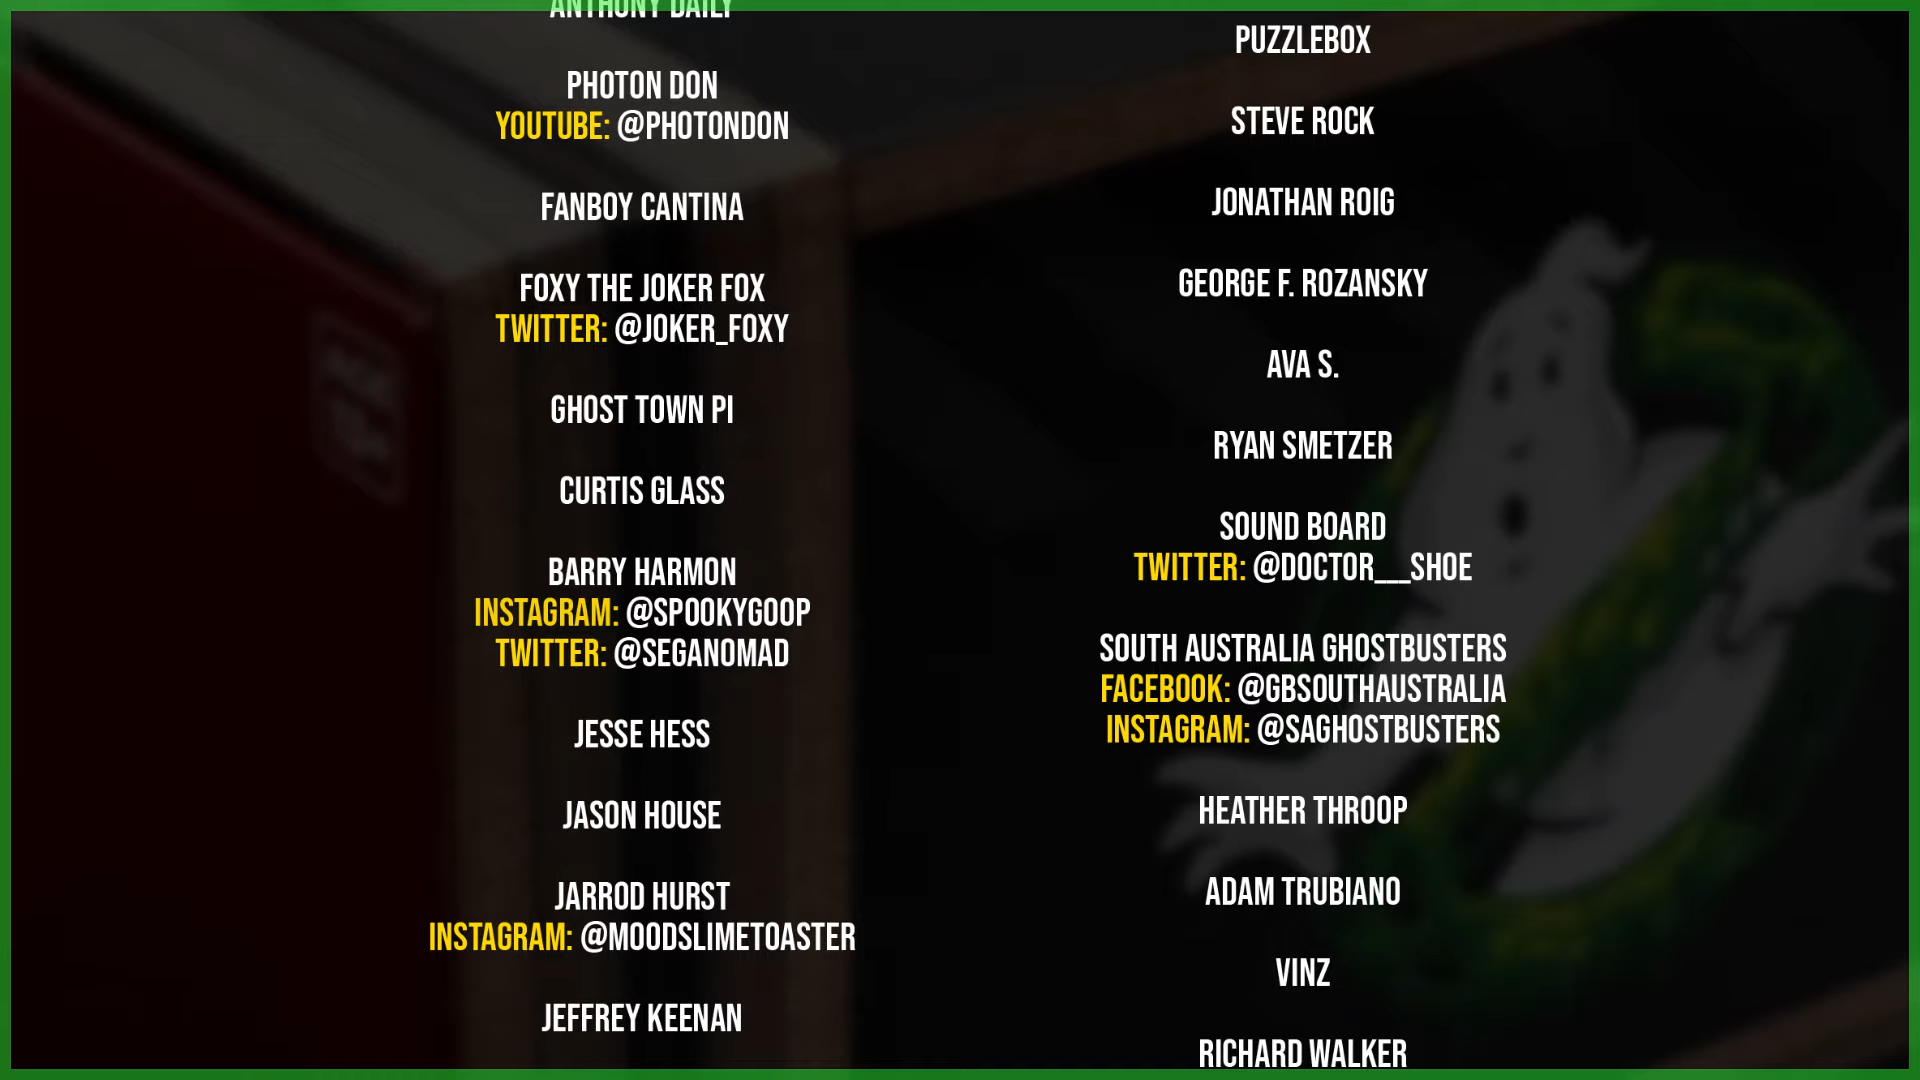 ANTHONY DAILY
PHOTON DON
YOUTUBE: @PHOTONDON
FANBOY CANTINA
FOXY THE JOKER FOX
TWITTER: @JOKER_FOXY
GHOST TOWN PI
CURTIS GLASS
BARRY HARMON
INSTAGRAM: @SPOOKYGOOP
TWITTER: @SEGANOMAD
JESSE HESS
JASON HOUSE
JARROD HURST
INSTAGRAM: @MOODSLIMETOASTER
JEFFREY KEENAN
PUZZLEBOX
STEVE ROCK
JONATHAN ROIG
GEORGE F. ROZANSKY
AVA S.
RYAN SMETZER
SOUND BOARD
TWITTER: @DOCTOR___SHOE
SOUTH AUSTRALIA GHOSTBUSTERS
FACEBOOK: @GBSOUTHAUSTRALIA
INSTAGRAM: @SAGHOSTBUSTERS
HEATHER THROOP
ADAM TRUBIANO
VINZ
RICHARD WALKER